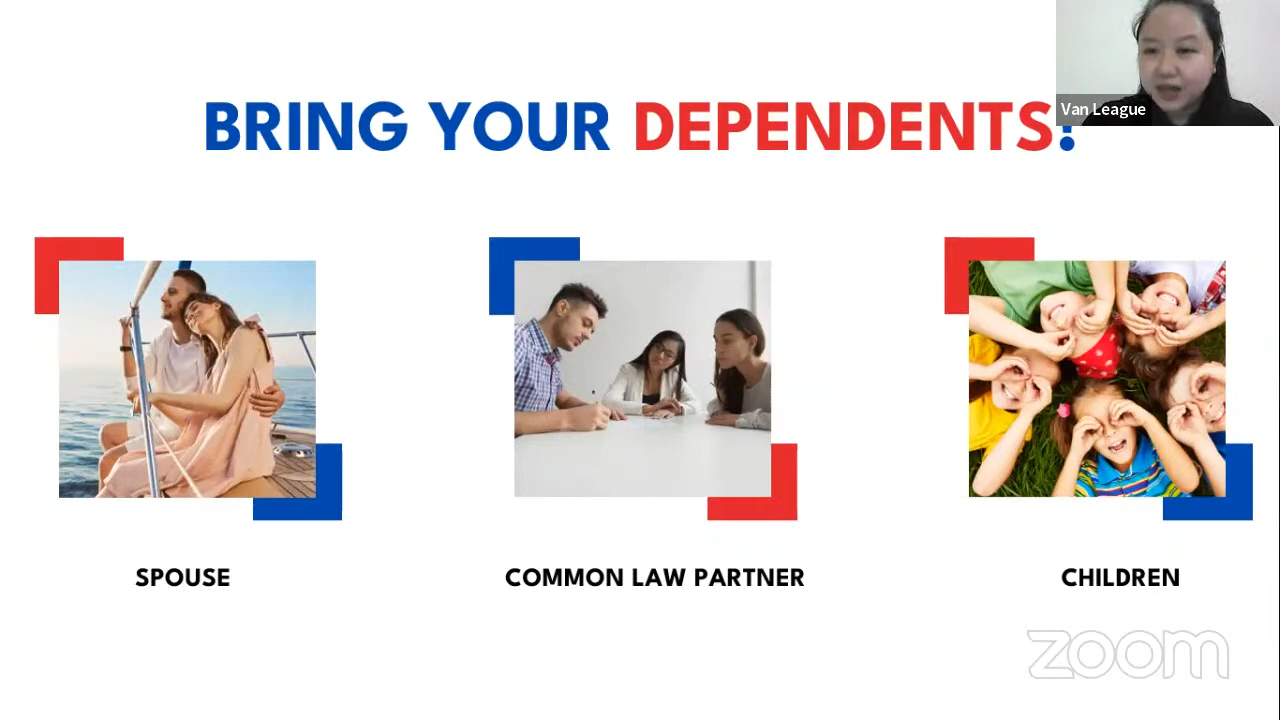 BRING YOUR DEPENDENTS!
Van League
SPOUSE
COMMON LAW PARTNER
CHILDREN
zoom